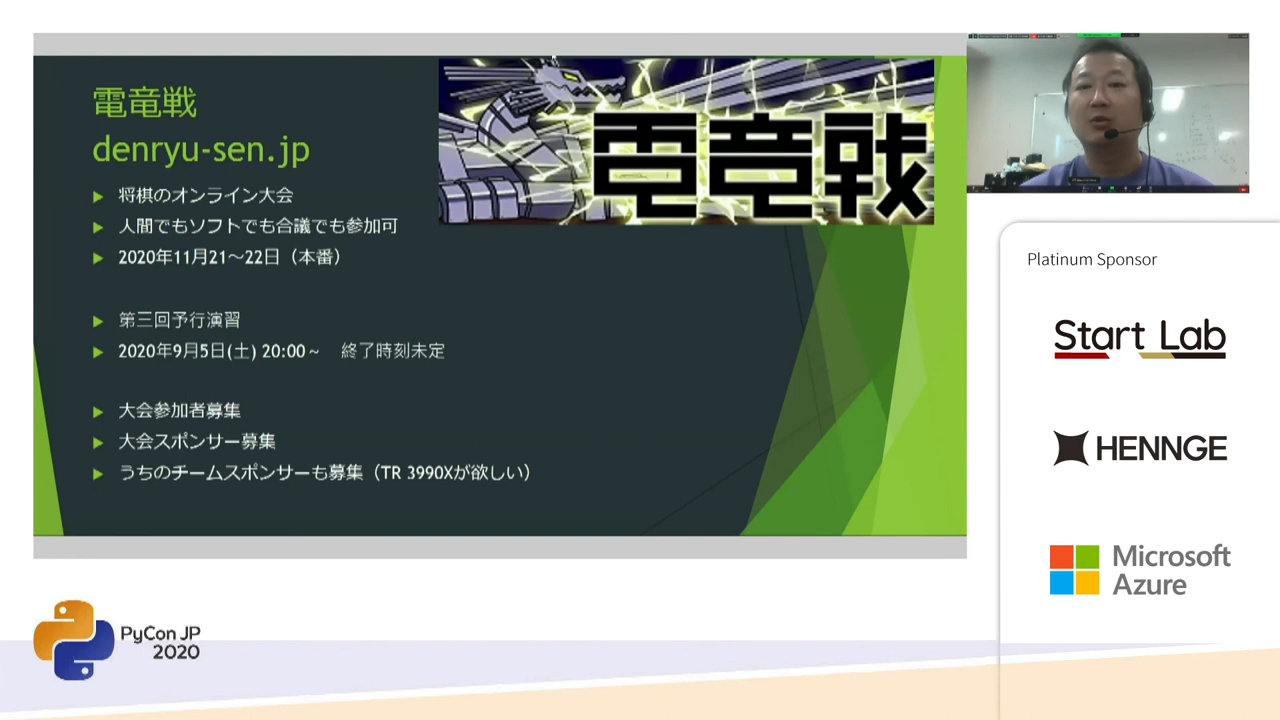 電竜戦
denryu-sen.jp
将棋のオンライン大会
人間でもソフトでも合議でも参加可
2020年11月21～22日（本番）
第三回予行演習
2020年9月5日(土) 20:00～ 終了時刻未定
大会参加者募集
大会スポンサー募集
うちのチームスポンサーも募集（TR 3990Xが欲しい）
電竜戦
Platinum Sponsor
Start Lab
HENNGE
Microsoft
Azure
PyCon JP
2020